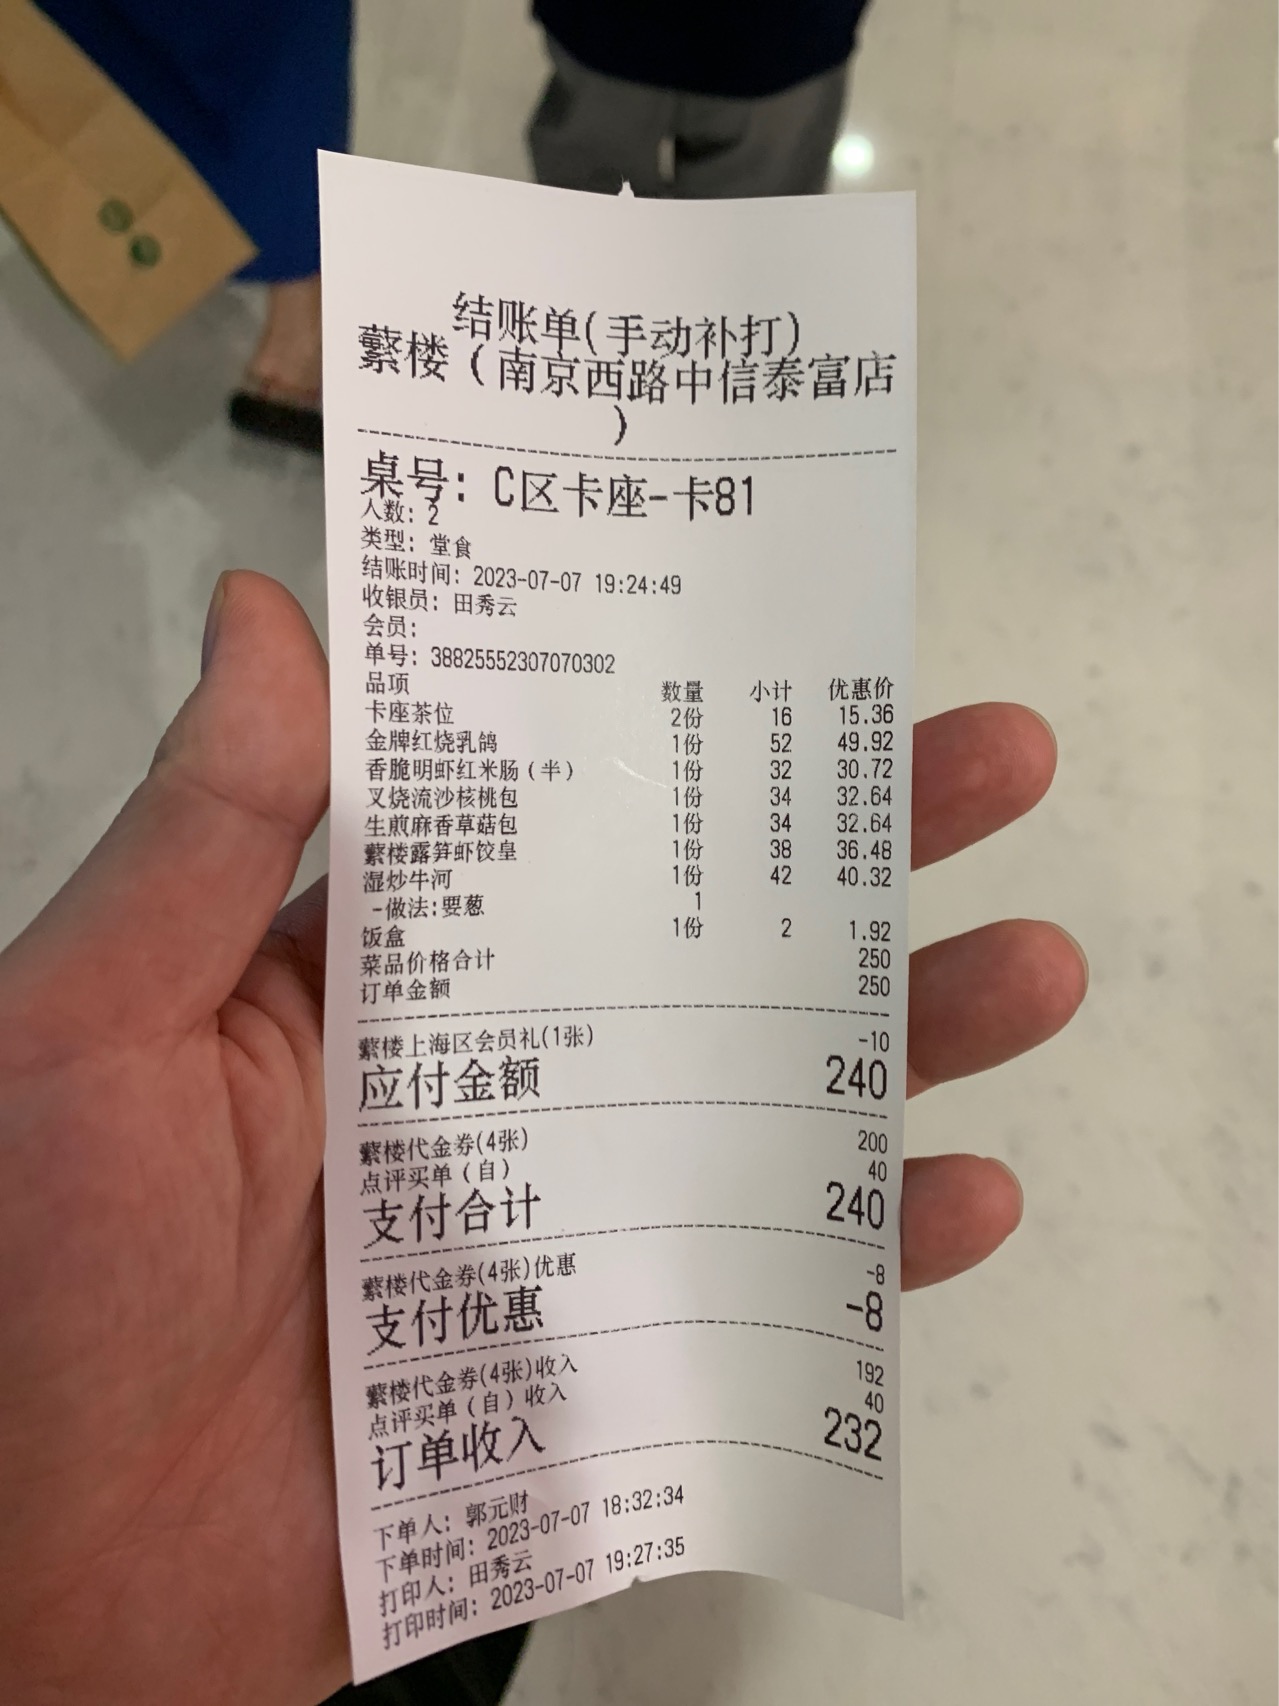 结账单(手动补打)
蘩楼（南京西路中信泰富店
）
桌号: C区卡座-卡81
人数: 2
类型: 堂食
结账时间: 2023-07-07 19:24:49
收银员: 田秀云
会员:
单号: 38825552307070302
品项 数量 小计 优惠价
卡座茶位 2份 16 15.36
金牌红烧乳鸽 1份 52 49.92
香脆明虾红米肠（半） 1份 32 30.72
叉烧流沙核桃包 1份 34 32.64
生煎麻香草菇包 1份 34 32.64
蘩楼露笋虾饺皇 1份 38 36.48
湿炒牛河 1份 42 40.32
-做法:要葱 1
饭盒 1份 2 1.92
菜品价格合计 250
订单金额 250
蘩楼上海区会员礼(1张) -10
应付金额 240
蘩楼代金券(4张) 200
点评买单（自） 40
支付合计 240
蘩楼代金券(4张)优惠 -8
支付优惠 -8
蘩楼代金券(4张)收入 192
点评买单（自）收入 40
订单收入 232
下单人: 郭元财
下单时间: 2023-07-07 18:32:34
打印人: 田秀云
打印时间: 2023-07-07 19:27:35